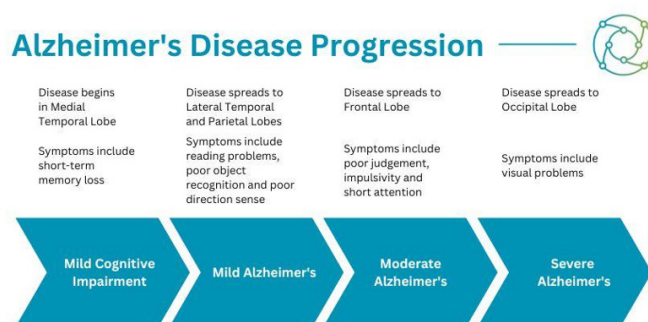 Alzheimer's Disease Progression
Disease begins
in Medial
Temporal Lobe
Symptoms include
short-term
memory loss
Disease spreads to
Lateral Temporal
and Parietal Lobes
Symptoms include
reading problems,
poor object
recognition and poor
direction sense
Disease spreads to
Frontal Lobe
Symptoms include
poor judgement,
impulsivity and
short attention
Disease spreads to
Occipital Lobe
Symptoms include
visual problems
Mild Cognitive
Impairment
Mild Alzheimer's
Moderate
Alzheimer's
Severe
Alzheimer's